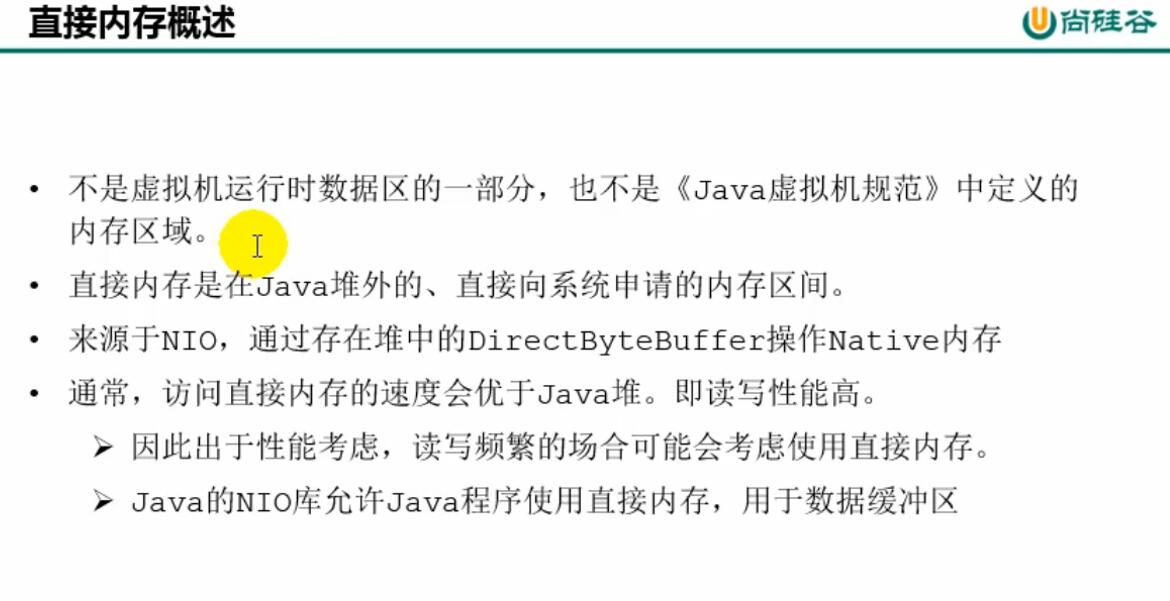 直接内存概述
尚硅谷
• 不是虚拟机运行时数据区的一部分，也不是《Java虚拟机规范》中定义的
内存区域。
• 直接内存是在Java堆外的、直接向系统申请的内存区间。
• 来源于NIO，通过存在堆中的DirectByteBuffer操作Native内存
• 通常，访问直接内存的速度会优于Java堆。即读写性能高。
➢ 因此出于性能考虑，读写频繁的场合可能会考虑使用直接内存。
➢ Java的NIO库允许Java程序使用直接内存，用于数据缓冲区